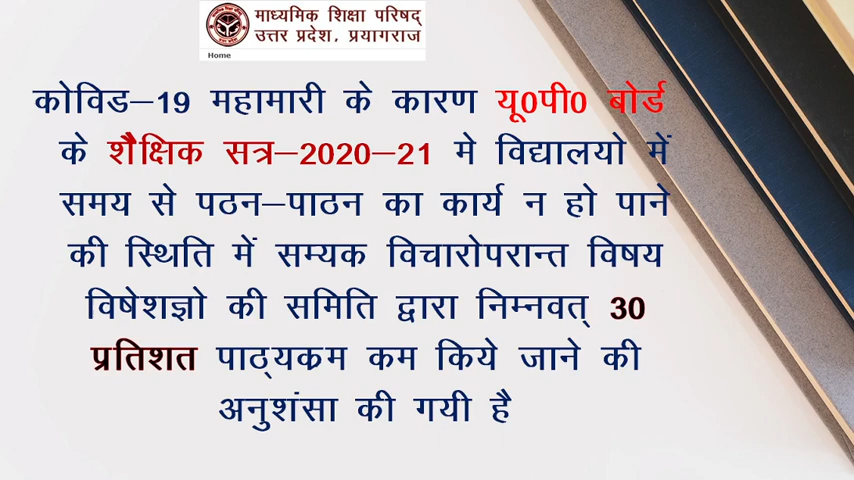 माध्यमिक शिक्षा परिषद्
उत्तर प्रदेश, प्रयागराज
Home
कोविड–19 महामारी के कारण यू0पी0 बोर्ड
के शैक्षिक सत्र–2020–21 मे विद्यालयो में
समय से पठन–पाठन का कार्य न हो पाने
की स्थिति में सम्यक विचारोपरान्त विषय
विषेशज्ञो की समिति द्वारा निम्नवत् 30
प्रतिशत पाठ्यक्रम कम किये जाने की
अनुशंसा की गयी है